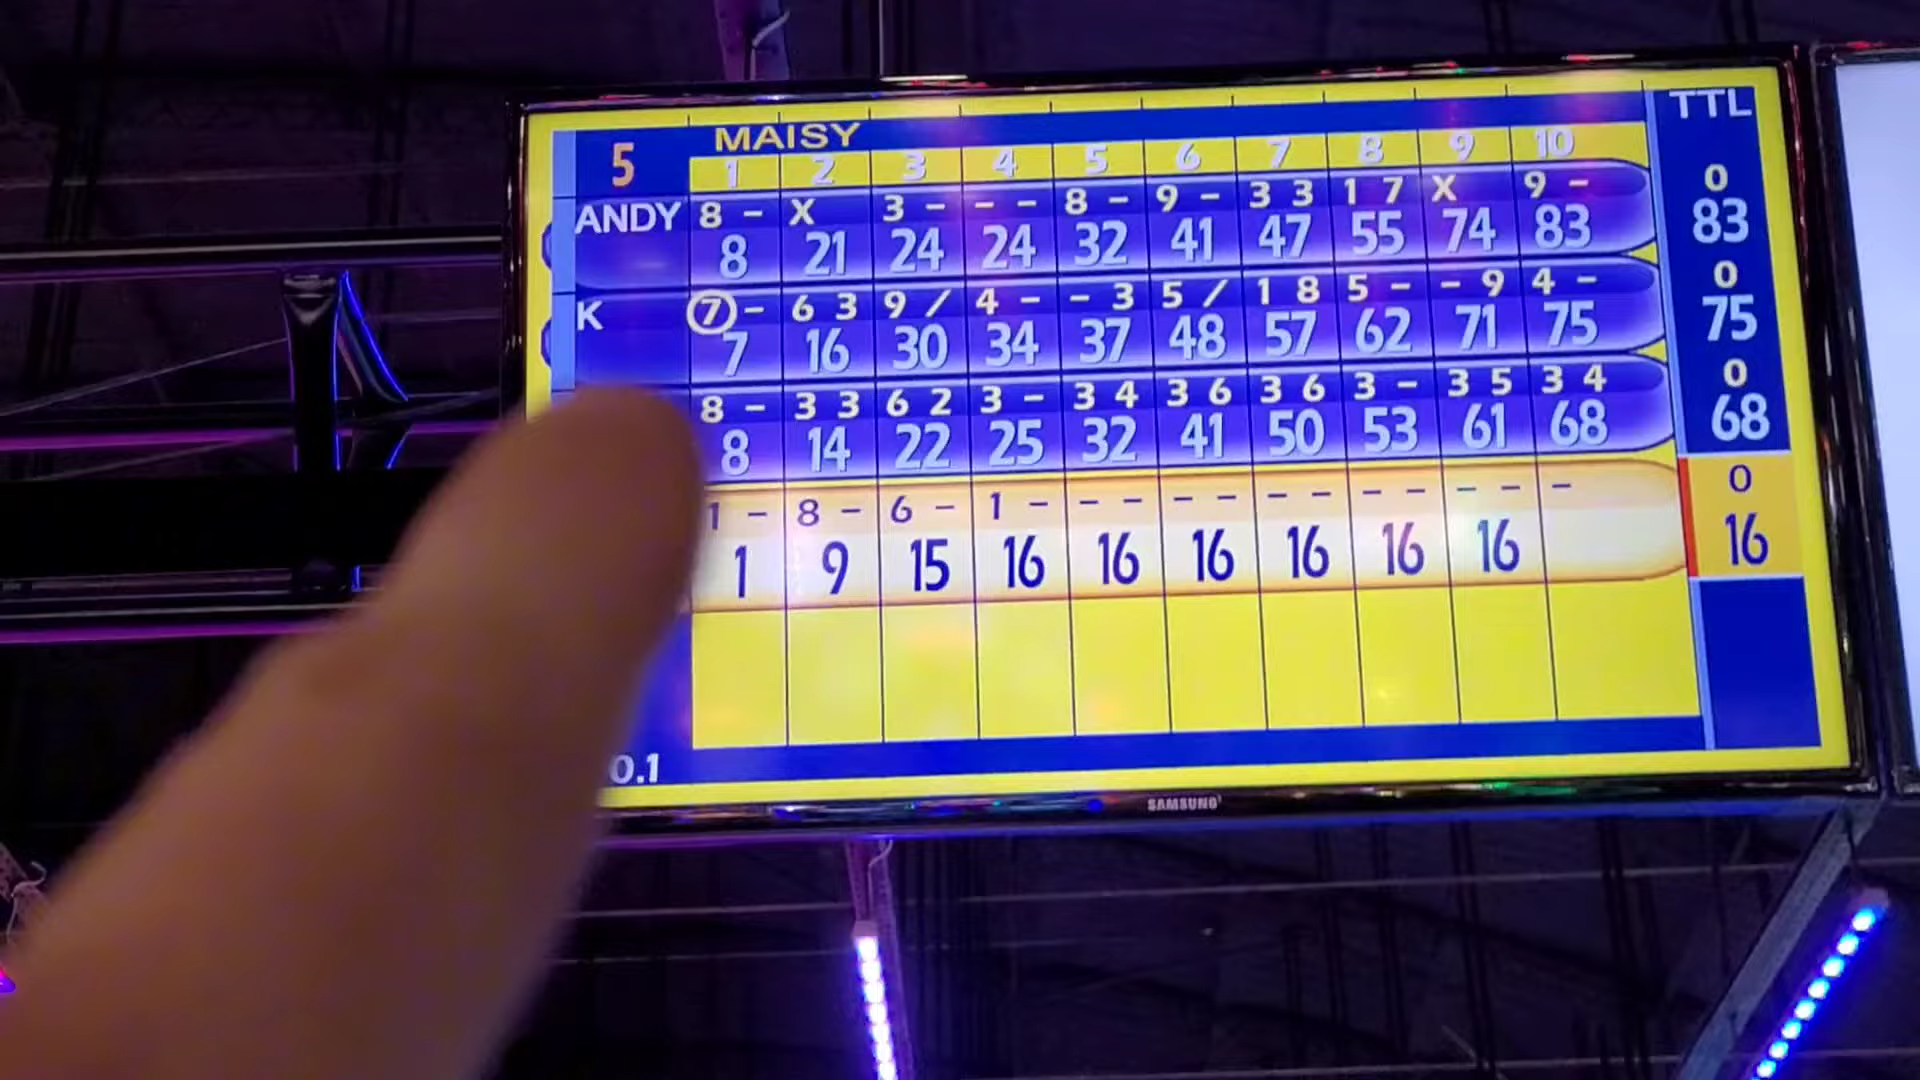 MAISY TTL
5 1 2 3 4 5 6 7 8 9 10
ANDY 8 - X 3 - - - 8 - 9 - 3 3 1 7 X 9 - 0
8 21 24 24 32 41 47 55 74 83 83
K 7 - 6 3 9 / 4 - - 3 5 / 1 8 5 - - 9 4 - 0
7 16 30 34 37 48 57 62 71 75 75
8 - 3 3 6 2 3 - 3 4 3 6 3 6 3 - 3 5 3 4 0
8 14 22 25 32 41 50 53 61 68 68
1 - 8 - 6 - 1 - - - - - - - - - - - - 0
1 9 15 16 16 16 16 16 16 16
0.1
SAMSUNG